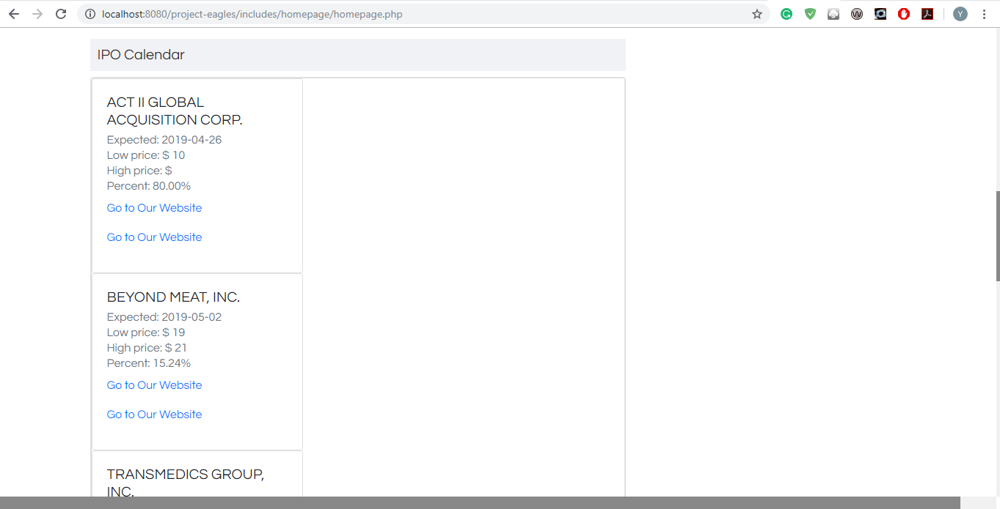 localhost:8080/project-eagles/includes/homepage/homepage.php
Y
IPO Calendar
ACT II GLOBAL
ACQUISITION CORP.
Expected: 2019-04-26
Low price: $ 10
High price: $
Percent: 80.00%
Go to Our Website
Go to Our Website
BEYOND MEAT, INC.
Expected: 2019-05-02
Low price: $ 19
High price: $ 21
Percent: 15.24%
Go to Our Website
Go to Our Website
TRANSMEDICS GROUP,
INC.